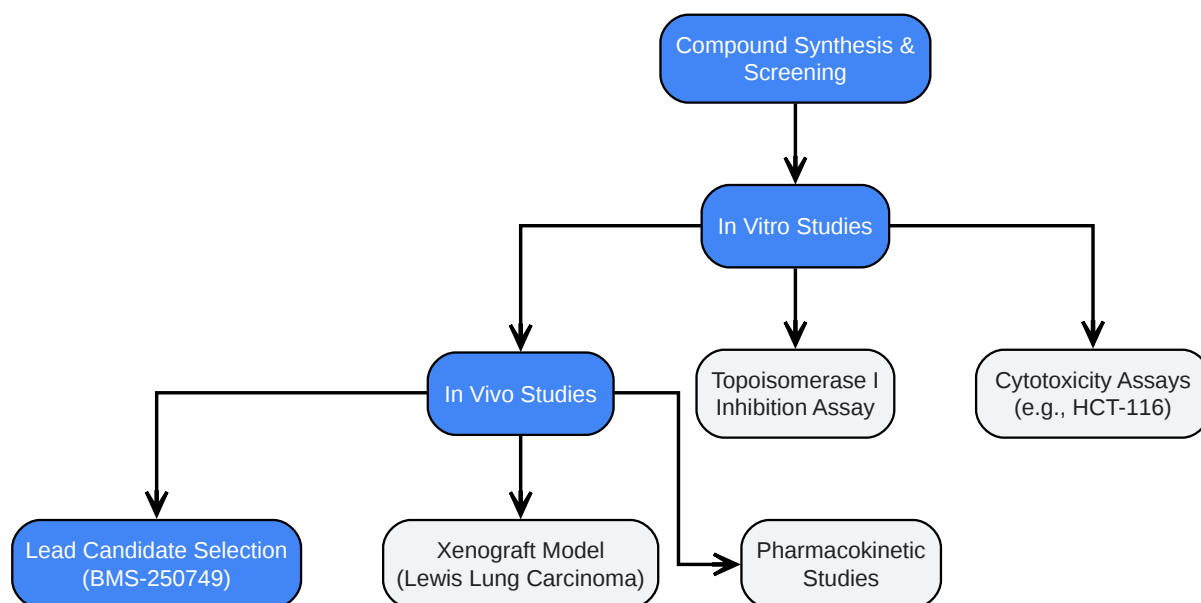 Compound Synthesis &
Screening
In Vitro Studies
In Vivo Studies
Topoisomerase I
Inhibition Assay
Cytotoxicity Assays
(e.g., HCT-116)
Lead Candidate Selection
(BMS-250749)
Xenograft Model
(Lewis Lung Carcinoma)
Pharmacokinetic
Studies